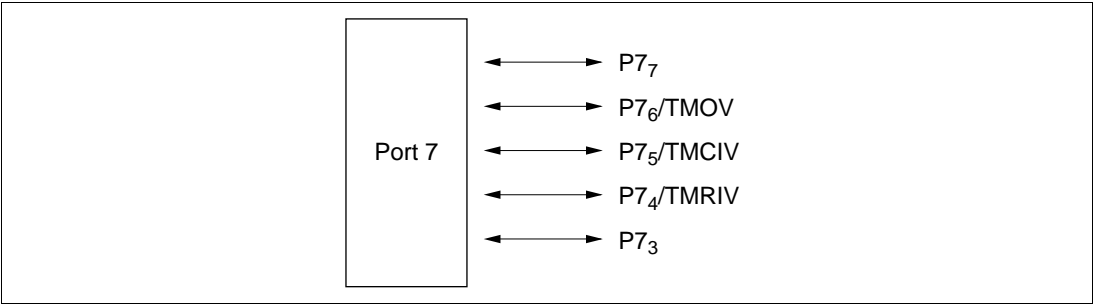 Port 7
P7₇
P7₆/TMOV
P7₅/TMCIV
P7₄/TMRIV
P7₃